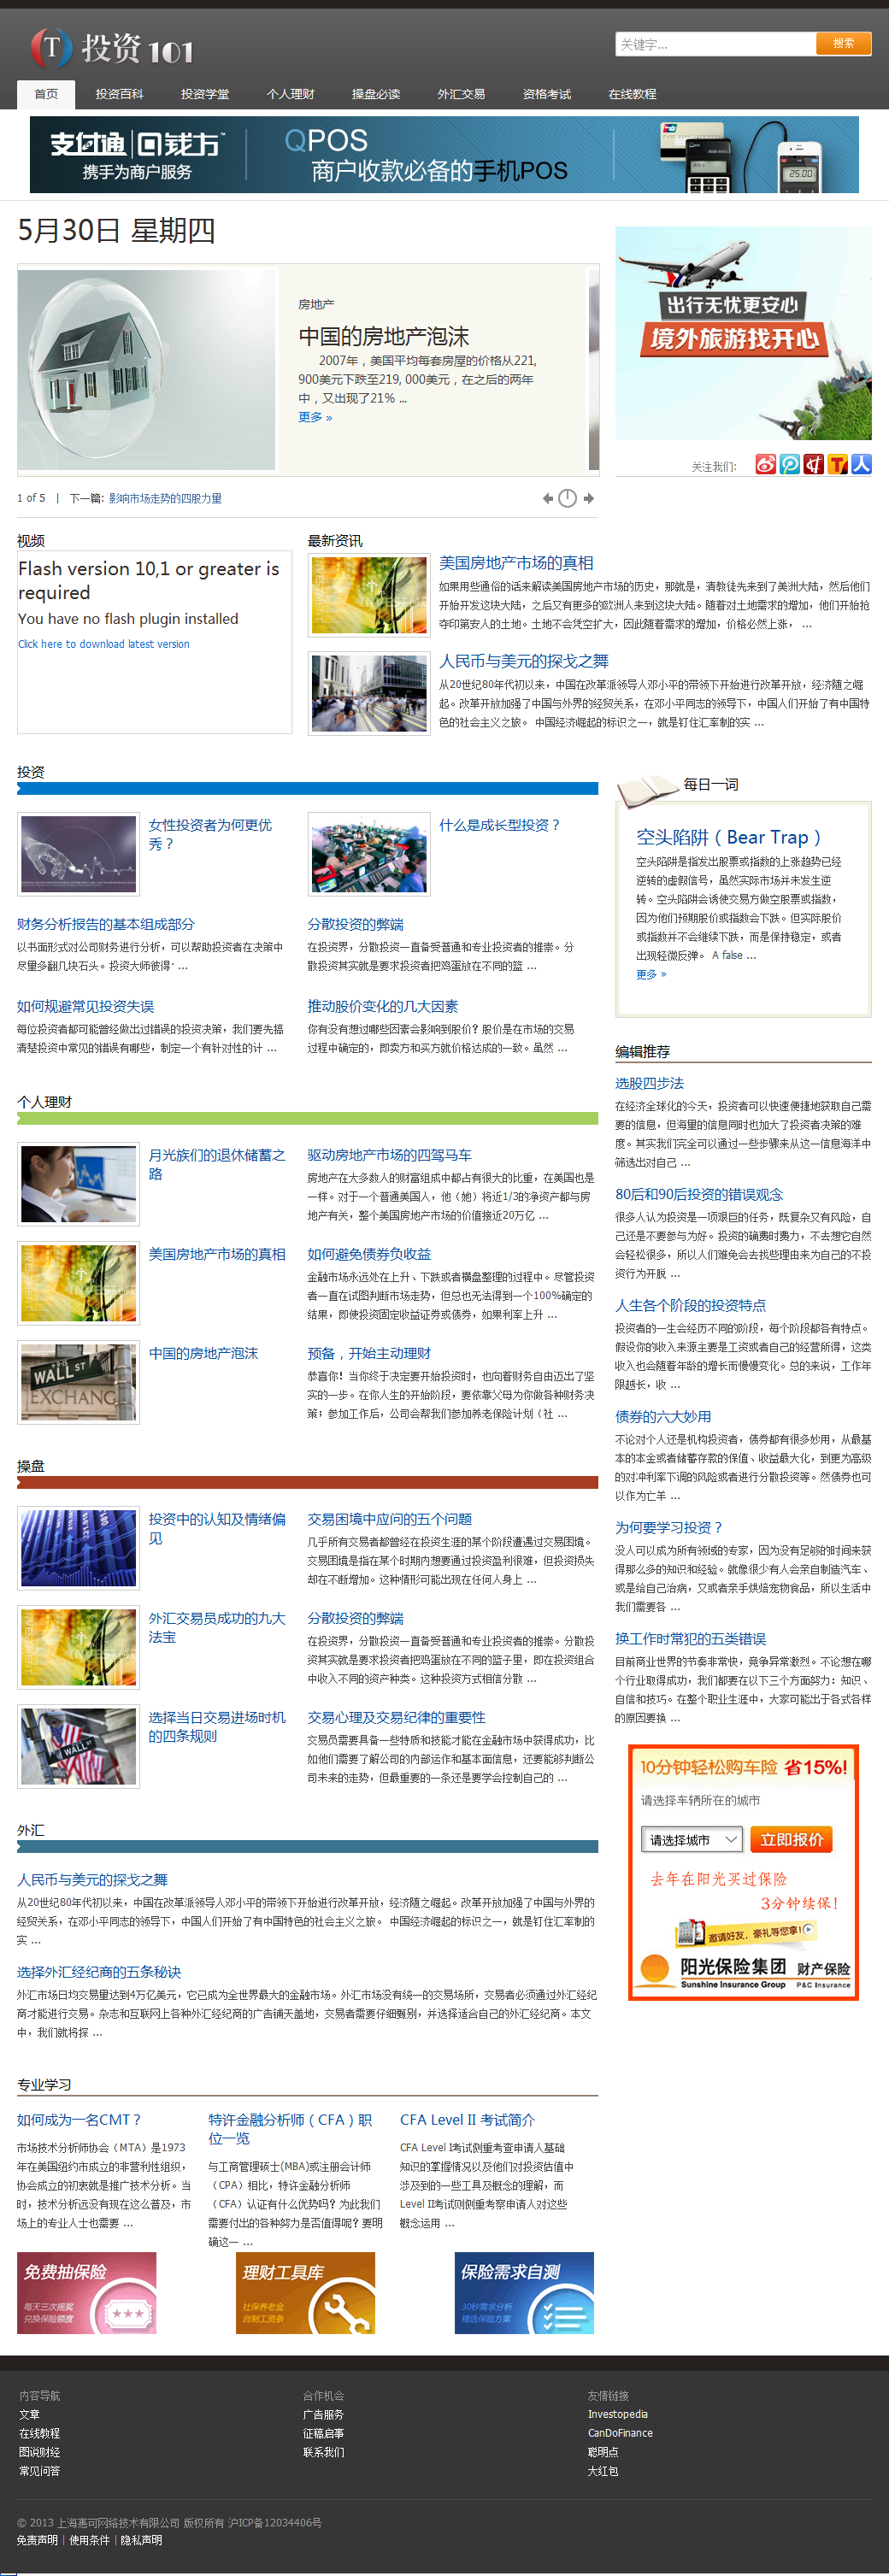 投资 101
关键字...
搜索
首页 投资百科 投资学堂 个人理财 操盘必读 外汇交易 资格考试 在线教程
支付通 回钱方
携手为商户服务
QPOS
商户收款必备的手机POS
25.00
5月30日 星期四
出行无忧更安心
境外旅游找开心
房地产
中国的房地产泡沫
2007年，美国平均每套房屋的价格从221,
900美元下跌至219, 000美元，在之后的两年
中，又出现了21% ...
更多 »
关注我们:
1 of 5 | 下一篇: 影响市场走势的四股力量
视频
Flash version 10,1 or greater is
required
You have no flash plugin installed
Click here to download latest version
最新资讯
美国房地产市场的真相
如果用些通俗的话来解读美国房地产市场的历史，那就是，清教徒先来到了美洲大陆，然后他们
开始开发这块大陆，之后又有更多的欧洲人来到这块大陆。随着对土地需求的增加，他们开始抢
夺印第安人的土地。土地不会凭空扩大，因此随着需求的增加，价格必然上涨， ...
人民币与美元的探戈之舞
从20世纪80年代初以来，中国在改革派领导人邓小平的带领下开始进行改革开放，经济随之崛
起。改革开放加强了中国与外界的经贸关系，在邓小平同志的领导下，中国人们开始了有中国特
色的社会主义之旅。 中国经济崛起的标识之一，就是钉住汇率制的实 ...
投资
女性投资者为何更优
秀？
什么是成长型投资？
财务分析报告的基本组成部分
以书面形式对公司财务进行分析，可以帮助投资者在决策中
尽量多翻几块石头。投资大师彼得· ...
分散投资的弊端
在投资界，分散投资一直备受普通和专业投资者的推崇。分
散投资其实就是要求投资者把鸡蛋放在不同的篮 ...
如何规避常见投资失误
每位投资者都可能曾经做出过错误的投资决策，我们要先搞
清楚投资中常见的错误有哪些，制定一个有针对性的计 ...
推动股价变化的几大因素
你有没有想过哪些因素会影响到股价？股价是在市场的交易
过程中确定的，即卖方和买方就价格达成的一致。虽然 ...
每日一词
空头陷阱（Bear Trap）
空头陷阱是指发出股票或指数的上涨趋势已经
逆转的虚假信号，虽然实际市场并未发生逆
转。空头陷阱会诱使交易方做空股票或指数，
因为他们预期股价或指数会下跌。但实际股价
或指数并不会继续下跌，而是保持稳定，或者
出现轻微反弹。 A false ...
更多 »
个人理财
月光族们的退休储蓄之
路
驱动房地产市场的四驾马车
房地产在大多数人的财富组成中都占有很大的比重，在美国也是
一样。对于一个普通美国人，他（她）将近1/3的净资产都与房
地产有关，整个美国房地产市场的价值接近20万亿 ...
美国房地产市场的真相
如何避免债券负收益
金融市场永远处在上升、下跌或者横盘整理的过程中。尽管投资
者一直在试图判断市场走势，但总也无法得到一个100%确定的
结果，即使投资固定收益证券或债券，如果利率上升 ...
WALL ST
EXCHANG
中国的房地产泡沫
预备，开始主动理财
恭喜你！当你终于决定要开始投资时，也向着财务自由迈出了坚
实的一步。在你人生的开始阶段，要依靠父母为你做各种财务决
策；参加工作后，公司会帮我们参加养老保险计划（社 ...
操盘
投资中的认知及情绪偏
见
交易困境中应问的五个问题
几乎所有交易者都曾经在投资生涯的某个阶段遭遇过交易困境。
交易困境是指在某个时期内想要通过投资盈利很难，但投资损失
却在不断增加。这种情形可能出现在任何人身上 ...
外汇交易员成功的九大
法宝
分散投资的弊端
在投资界，分散投资一直备受普通和专业投资者的推崇。分散投
资其实就是要求投资者把鸡蛋放在不同的篮子里，即在投资组合
中收入不同的资产种类。这种投资方式相信分散 ...
WALL
选择当日交易进场时机
的四条规则
交易心理及交易纪律的重要性
交易员需要具备一些特质和技能才能在金融市场中获得成功，比
如他们需要了解公司的内部运作和基本面信息，还要能够判断公
司未来的走势，但最重要的一条还是要学会控制自己的 ...
外汇
人民币与美元的探戈之舞
从20世纪80年代初以来，中国在改革派领导人邓小平的带领下开始进行改革开放，经济随之崛起。改革开放加强了中国与外界的
经贸关系，在邓小平同志的领导下，中国人们开始了有中国特色的社会主义之旅。 中国经济崛起的标识之一，就是钉住汇率制的
实 ...
选择外汇经纪商的五条秘诀
外汇市场日均交易量达到4万亿美元，它已成为全世界最大的金融市场。外汇市场没有统一的交易场所，交易者必须通过外汇经纪
商才能进行交易。杂志和互联网上各种外汇经纪商的广告铺天盖地，交易者需要仔细甄别，并选择适合自己的外汇经纪商。本文
中，我们就将探 ...
编辑推荐
选股四步法
在经济全球化的今天，投资者可以快速便捷地获取自己需
要的信息，但海量的信息同时也加大了投资者决策的难
度。其实我们完全可以通过一些步骤来从这一信息海洋中
筛选出对自己 ...
80后和90后投资的错误观念
很多人认为投资是一项艰巨的任务，既复杂又有风险，自
己还是不要参与为好。投资的确费时费力，不去想它自然
会轻松很多，所以人们难免会去找些理由来为自己的不投
资行为开脱 ...
人生各个阶段的投资特点
投资者的一生会经历不同的阶段，每个阶段都各有特点。
假设你的收入来源主要是工资或者自己的经营所得，这类
收入也会随着年龄的增长而慢慢变化。总的来说，工作年
限越长，收 ...
债券的六大妙用
不论对个人还是机构投资者，债券都有很多妙用，从最基
本的本金或者储蓄存款的保值、收益最大化，到更为高级
的对冲利率下调的风险或者进行分散投资等。然债券也可
以作为亡羊 ...
为何要学习投资？
没人可以成为所有领域的专家，因为没有足够的时间来获
得那么多的知识和经验。就像很少有人会亲自制造汽车、
或是给自己治病，又或者亲手烘焙宠物食品，所以生活中
我们需要各 ...
换工作时常犯的五类错误
目前商业世界的节奏非常快，竞争异常激烈。不论想在哪
个行业取得成功，我们都要在以下三个方面努力：知识、
自信和技巧。在整个职业生涯中，大家可能出于各式各样
的原因要换 ...
10分钟轻松购车险 省15%!
请选择车辆所在的城市
请选择城市
立即报价
去年在阳光买过保险
3分钟续保!
邀请好友，豪礼等您拿!
阳光保险集团 财产保险
Sunshine Insurance Group P&C Insurance
专业学习
如何成为一名CMT？
市场技术分析师协会（MTA）是1973
年在美国纽约市成立的非营利性组织，
协会成立的初衷就是推广技术分析。当
时，技术分析远没有现在这么普及，市
场上的专业人士也需要 ...
特许金融分析师（CFA）职
位一览
与工商管理硕士(MBA)或注册会计师
（CPA）相比，特许金融分析师
（CFA）认证有什么优势吗？为此我们
需要付出的各种努力是否值得呢？要明
确这一 ...
CFA Level II 考试简介
CFA Level I考试侧重考查申请人基础
知识的掌握情况以及他们对投资估值中
涉及到的一些工具及概念的理解，而
Level II考试则侧重考察申请人对这些
概念运用 ...
免费抽保险
每天三次摇奖
兑换保险额度
理财工具库
社保养老金
自制工资条
保险需求自测
30秒需求分析
精选保险方案
内容导航
文章
在线教程
图说财经
常见问答
合作机会
广告服务
征稿启事
联系我们
友情链接
Investopedia
CanDoFinance
聪明点
大红包
© 2013 上海惠可网络技术有限公司 版权所有 沪ICP备12034406号
免责声明 | 使用条件 | 隐私声明